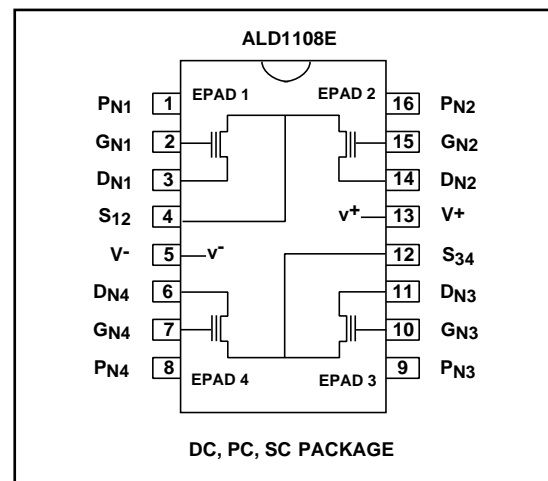 ALD1108E
EPAD 1 EPAD 2
PN1 1 16 PN2
GN1 2 15 GN2
DN1 3 14 DN2
S12 4 v+ 13 V+
V- 5 v- 12 S34
DN4 6 11 DN3
GN4 7 10 GN3
PN4 8 9 PN3
EPAD 4 EPAD 3
DC, PC, SC PACKAGE